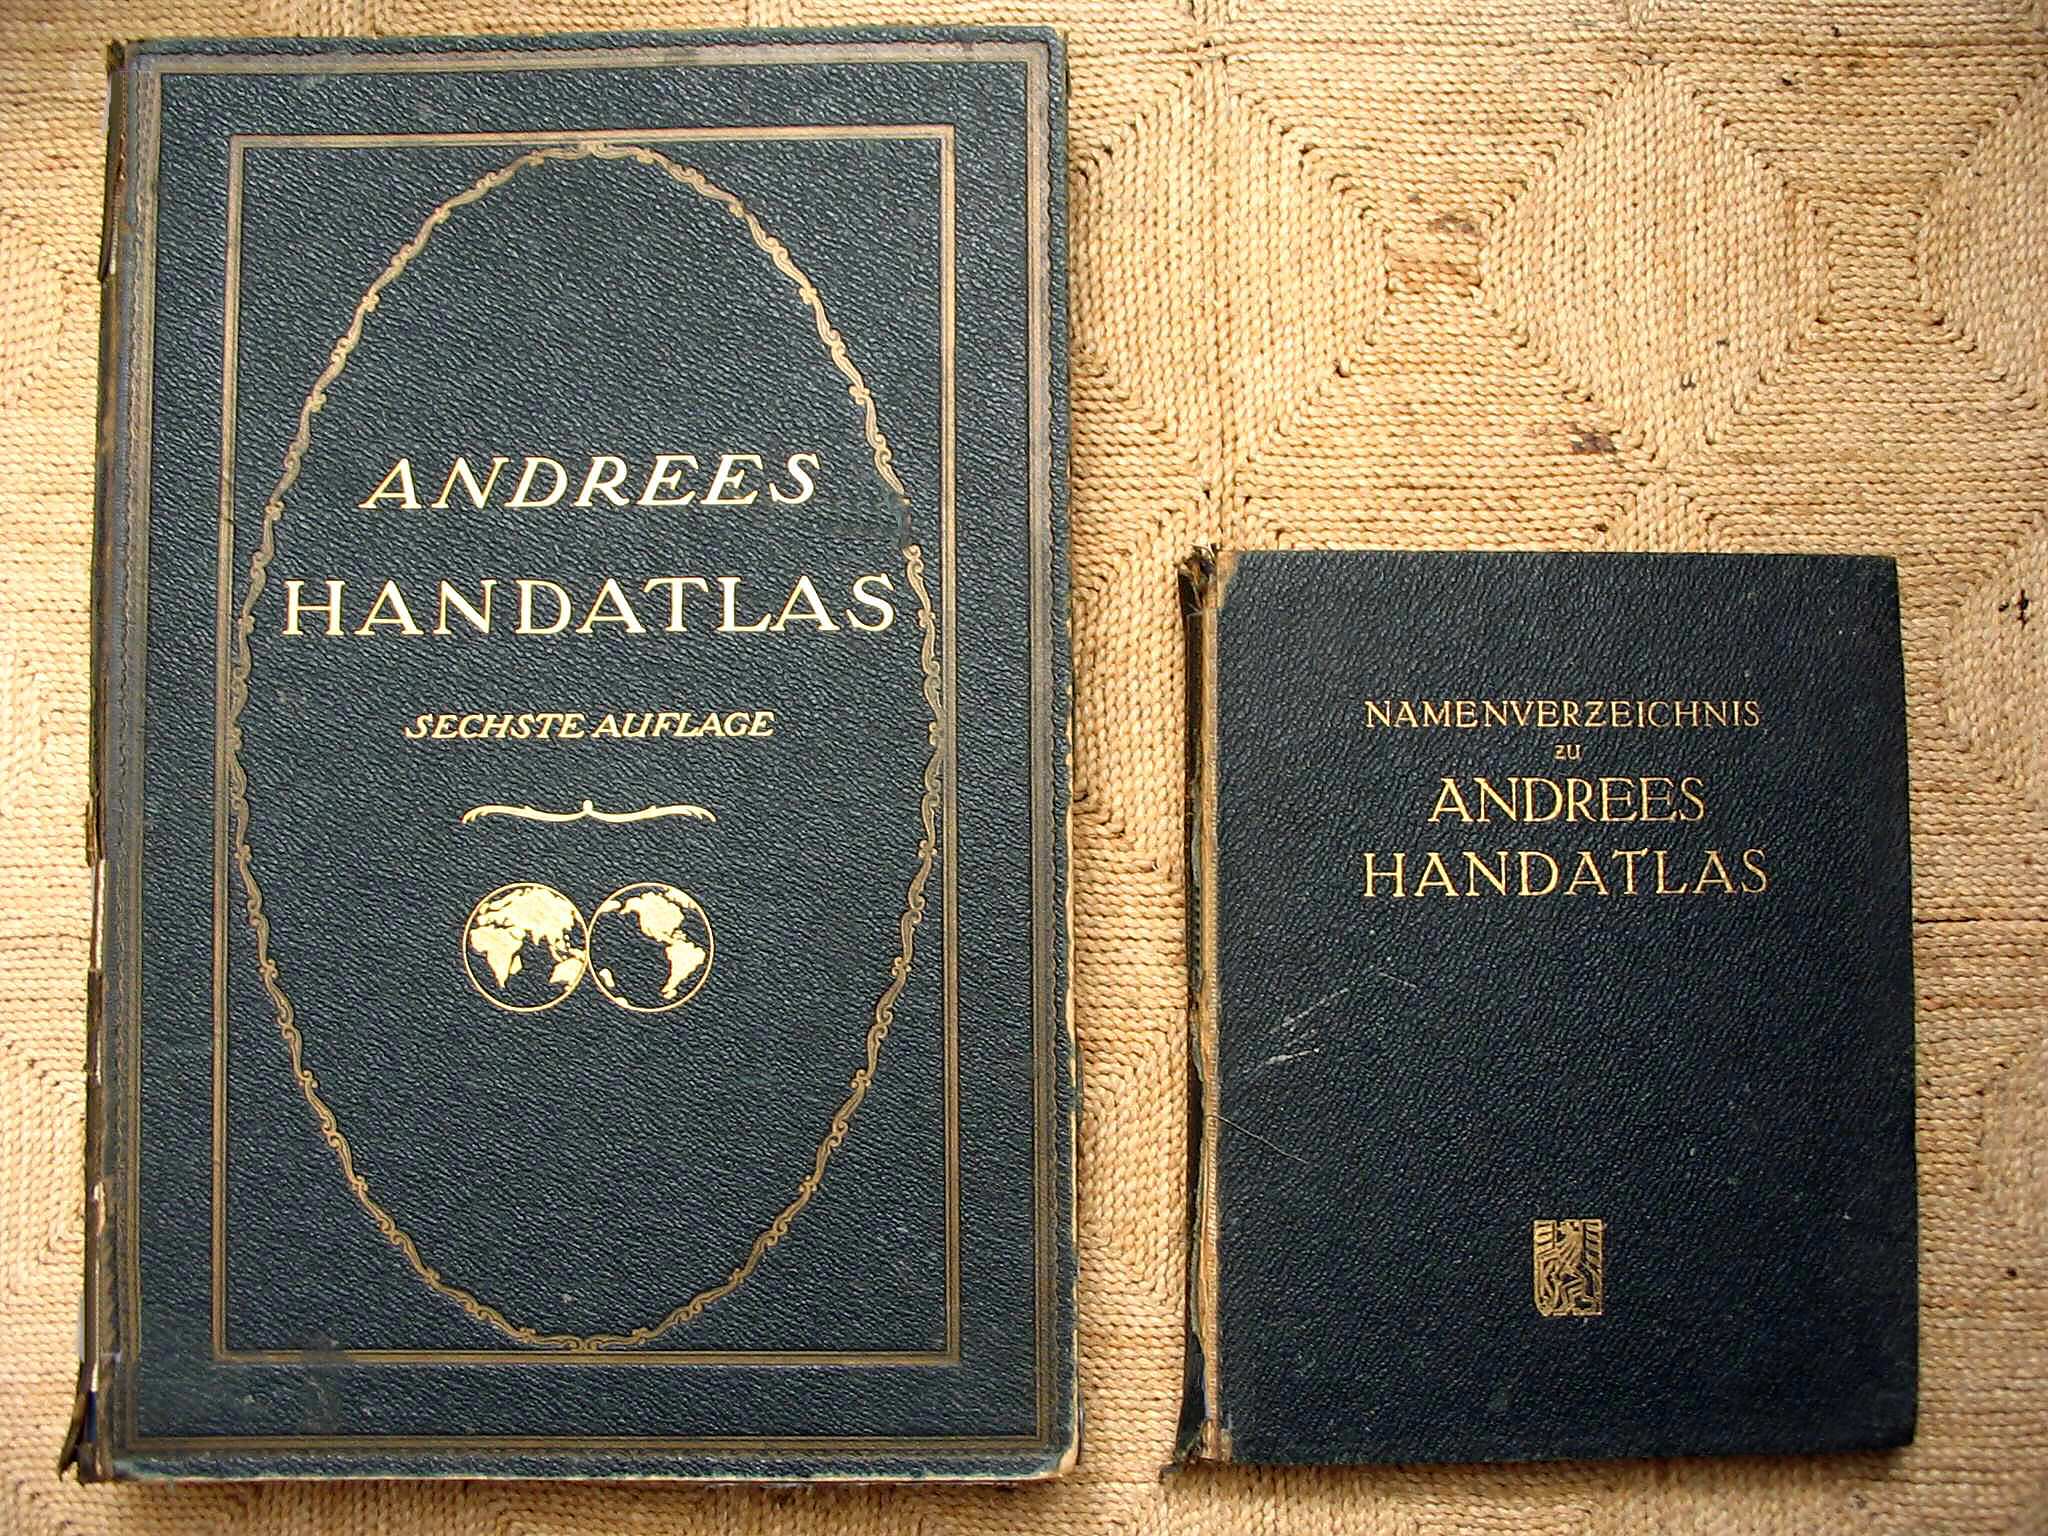 ANDREES
HANDATLAS
SECHSTE AUFLAGE
NAMENVERZEICHNIS
ZU
ANDREES
HANDATLAS